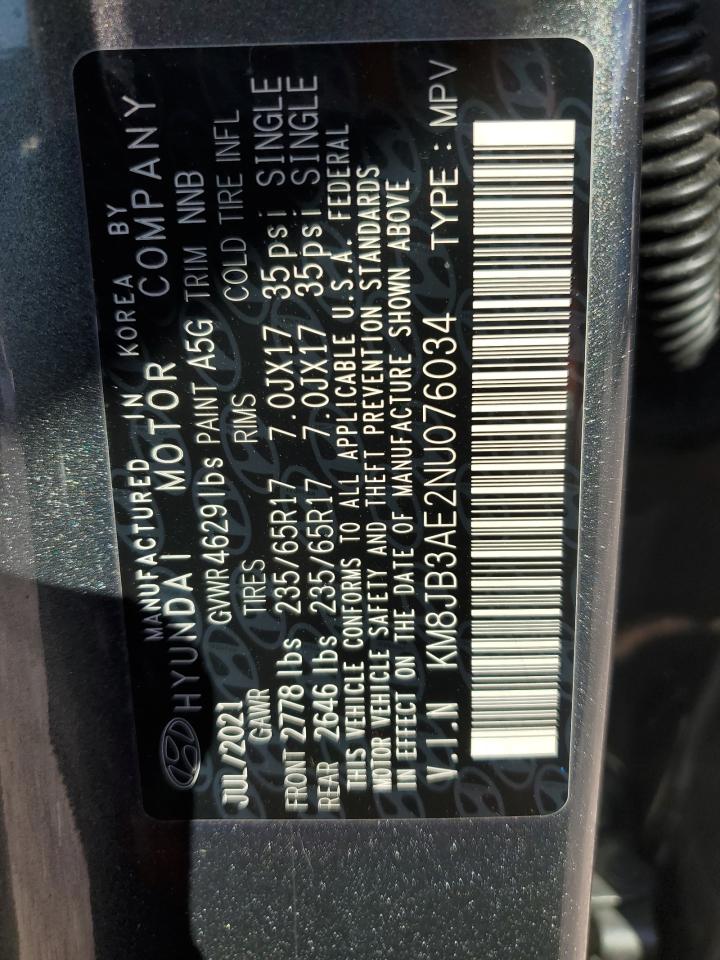 MANUFACTURED IN KOREA BY
HYUNDAI MOTOR COMPANY
JUL/2021 GVWR 4629 lbs PAINT A5G TRIM NNB
GAWR TIRES RIMS COLD TIRE INFL
FRONT 2778 lbs 235/65R17 7.0JX17 35psi SINGLE
REAR 2646 lbs 235/65R17 7.0JX17 35psi SINGLE
THIS VEHICLE CONFORMS TO ALL APPLICABLE U.S.A. FEDERAL
MOTOR VEHICLE SAFETY AND THEFT PREVENTION STANDARDS
IN EFFECT ON THE DATE OF MANUFACTURE SHOWN ABOVE
V.I.N KM8JB3AE2NU076034 TYPE : MPV